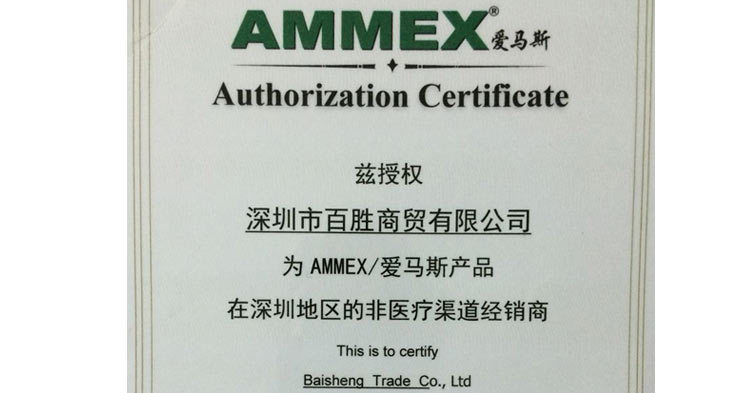 AMMEX® 爱马斯
Authorization Certificate
兹授权
深圳市百胜商贸有限公司
为 AMMEX/爱马斯产品
在深圳地区的非医疗渠道经销商
This is to certify
Baisheng Trade Co., Ltd